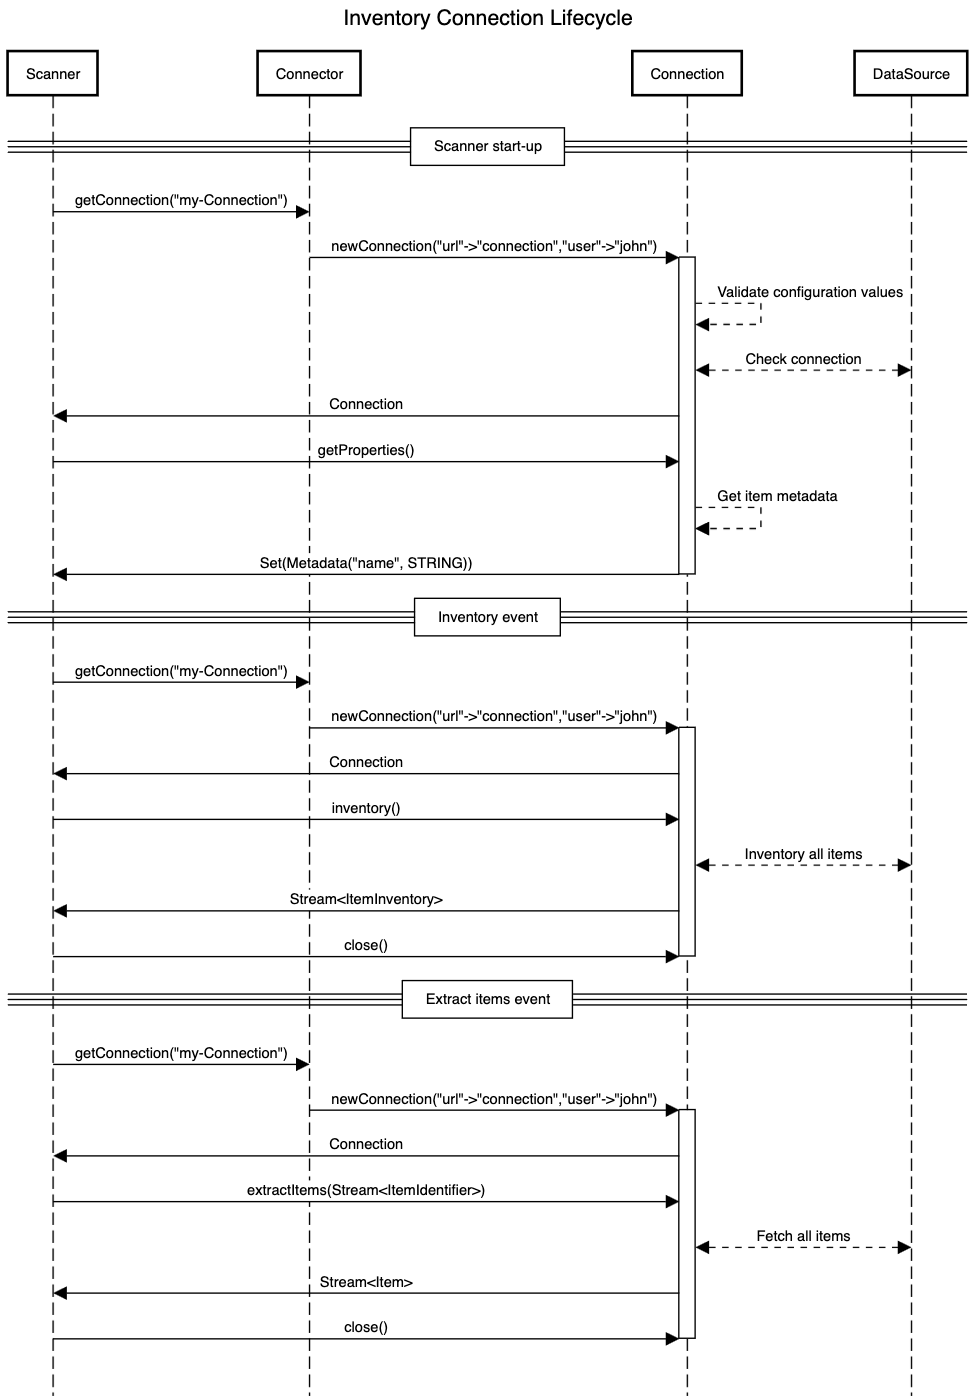 Inventory Connection Lifecycle
Scanner
Connector
Connection
DataSource
Scanner start-up
getConnection("my-Connection")
newConnection("url"->"connection","user"->"john")
Validate configuration values
Check connection
Connection
getProperties()
Get item metadata
Set(Metadata("name", STRING))
Inventory event
getConnection("my-Connection")
newConnection("url"->"connection","user"->"john")
Connection
inventory()
Inventory all items
Stream<ItemInventory>
close()
Extract items event
getConnection("my-Connection")
newConnection("url"->"connection","user"->"john")
Connection
extractItems(Stream<ItemIdentifier>)
Fetch all items
Stream<Item>
close()